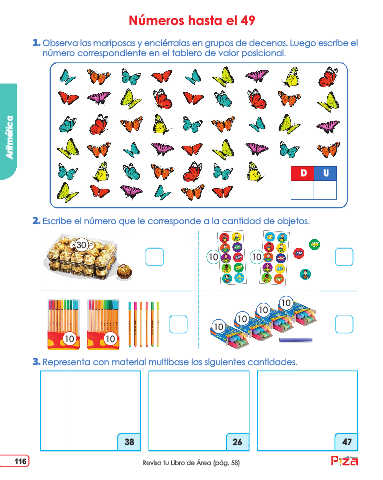 Números hasta el 49
1. Observa las mariposas y enciérralas en grupos de decenas. Luego escribe el
número correspondiente en el tablero de valor posicional.
Aritmética
D U
2. Escribe el número que le corresponde a la cantidad de objetos.
30
10 10
10 10
10 10 10 10
3. Representa con material multibase los siguientes cantidades.
38 26 47
116
Revisa tu Libro de Área (pág. 58)
Pizza